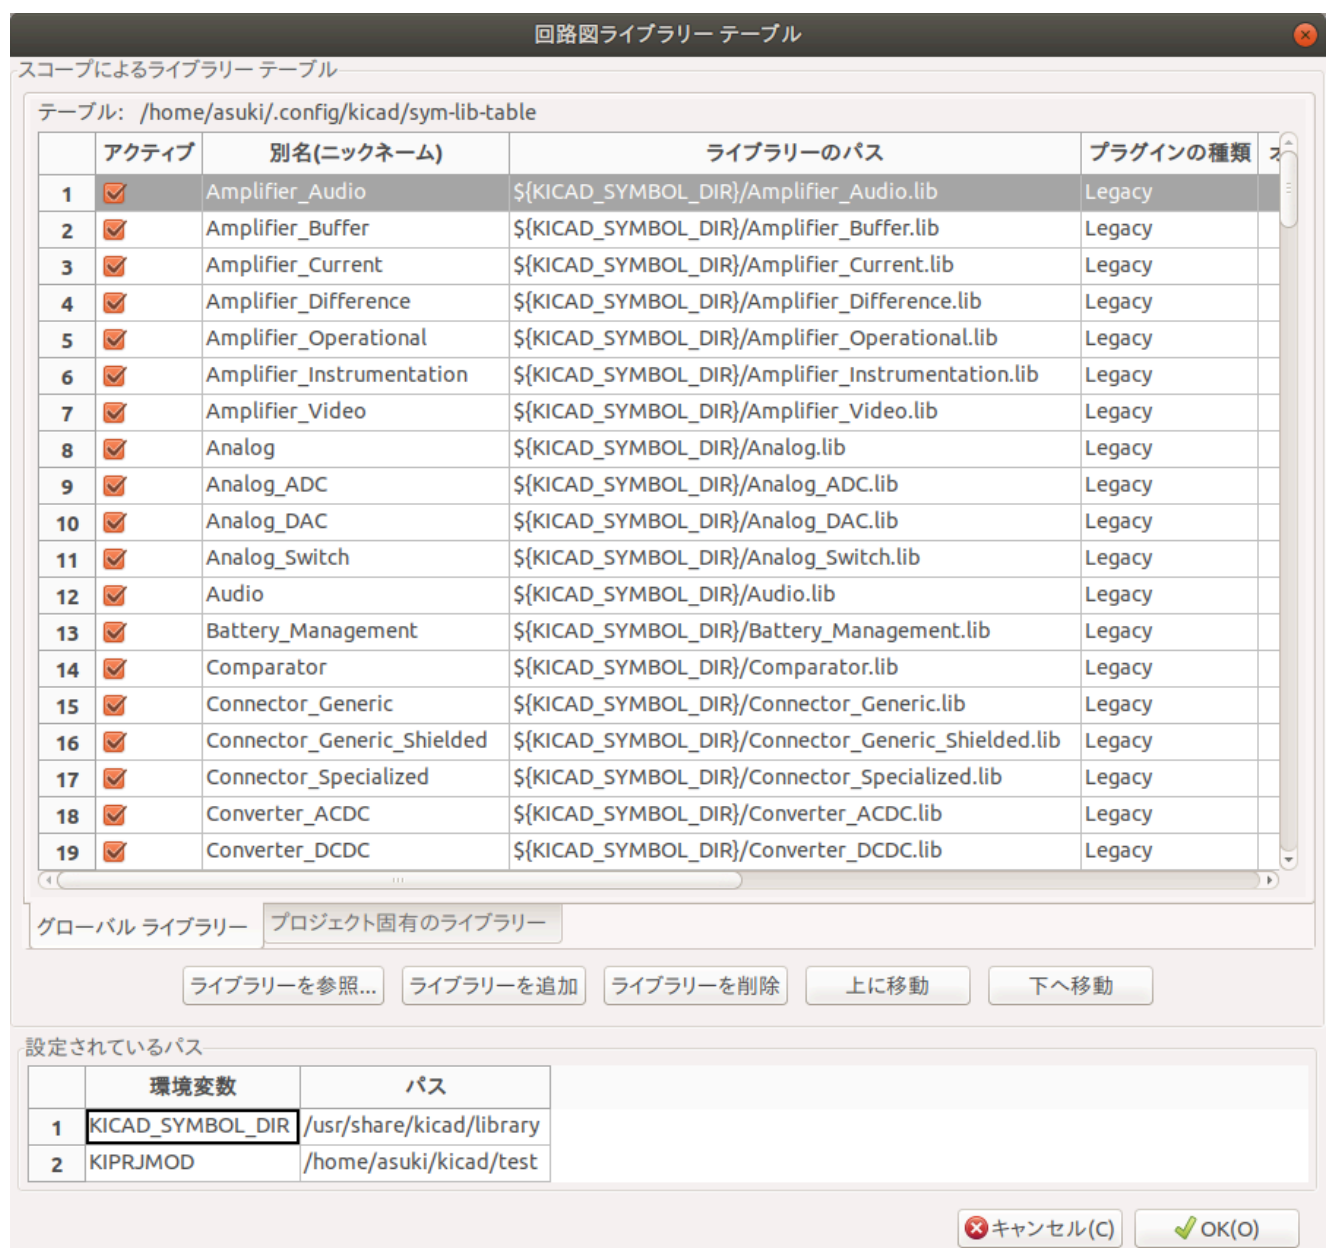 回路図ライブラリー テーブル
スコープによるライブラリー テーブル
テーブル: /home/asuki/.config/kicad/sym-lib-table
アクティブ 別名(ニックネーム) ライブラリーのパス プラグインの種類
1 Amplifier_Audio ${KICAD_SYMBOL_DIR}/Amplifier_Audio.lib Legacy
2 Amplifier_Buffer ${KICAD_SYMBOL_DIR}/Amplifier_Buffer.lib Legacy
3 Amplifier_Current ${KICAD_SYMBOL_DIR}/Amplifier_Current.lib Legacy
4 Amplifier_Difference ${KICAD_SYMBOL_DIR}/Amplifier_Difference.lib Legacy
5 Amplifier_Operational ${KICAD_SYMBOL_DIR}/Amplifier_Operational.lib Legacy
6 Amplifier_Instrumentation ${KICAD_SYMBOL_DIR}/Amplifier_Instrumentation.lib Legacy
7 Amplifier_Video ${KICAD_SYMBOL_DIR}/Amplifier_Video.lib Legacy
8 Analog ${KICAD_SYMBOL_DIR}/Analog.lib Legacy
9 Analog_ADC ${KICAD_SYMBOL_DIR}/Analog_ADC.lib Legacy
10 Analog_DAC ${KICAD_SYMBOL_DIR}/Analog_DAC.lib Legacy
11 Analog_Switch ${KICAD_SYMBOL_DIR}/Analog_Switch.lib Legacy
12 Audio ${KICAD_SYMBOL_DIR}/Audio.lib Legacy
13 Battery_Management ${KICAD_SYMBOL_DIR}/Battery_Management.lib Legacy
14 Comparator ${KICAD_SYMBOL_DIR}/Comparator.lib Legacy
15 Connector_Generic ${KICAD_SYMBOL_DIR}/Connector_Generic.lib Legacy
16 Connector_Generic_Shielded ${KICAD_SYMBOL_DIR}/Connector_Generic_Shielded.lib Legacy
17 Connector_Specialized ${KICAD_SYMBOL_DIR}/Connector_Specialized.lib Legacy
18 Converter_ACDC ${KICAD_SYMBOL_DIR}/Converter_ACDC.lib Legacy
19 Converter_DCDC ${KICAD_SYMBOL_DIR}/Converter_DCDC.lib Legacy
グローバル ライブラリー プロジェクト固有のライブラリー
ライブラリーを参照... ライブラリーを追加 ライブラリーを削除 上に移動 下へ移動
設定されているパス
環境変数 パス
1 KICAD_SYMBOL_DIR /usr/share/kicad/library
2 KIPRJMOD /home/asuki/kicad/test
キャンセル(C) OK(O)